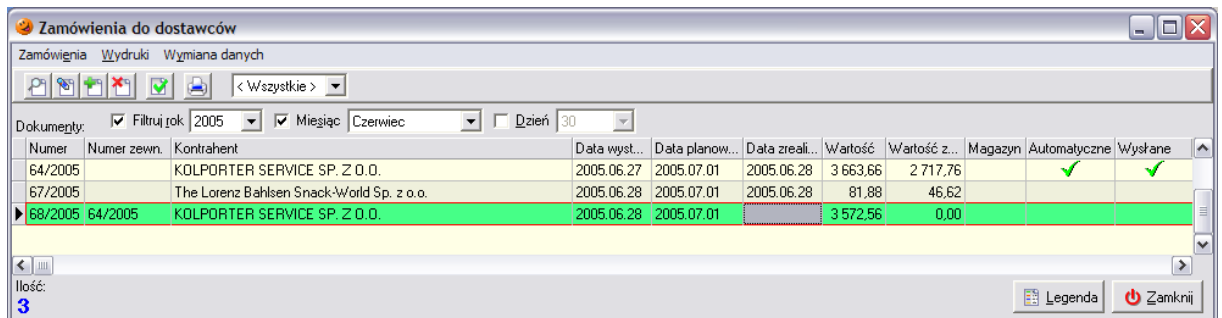 Zamówienia do dostawców
Zamówienia Wydruki Wymiana danych
< Wszystkie >
Dokumenty: Filtruj rok 2005 Miesiąc Czerwiec Dzień 30
Numer Numer zewn. Kontrahent Data wyst... Data planow... Data zreali... Wartość Wartość z... Magazyn Automatyczne Wysłane
64/2005 KOLPORTER SERVICE SP. Z O.O. 2005.06.27 2005.07.01 2005.06.28 3 663,66 2 717,76
67/2005 The Lorenz Bahlsen Snack-World Sp. z o.o. 2005.06.28 2005.07.01 2005.06.28 81,88 46,62
68/2005 64/2005 KOLPORTER SERVICE SP. Z O.O. 2005.06.28 2005.07.01 3 572,56 0,00
Ilość:
3
Legenda Zamknij